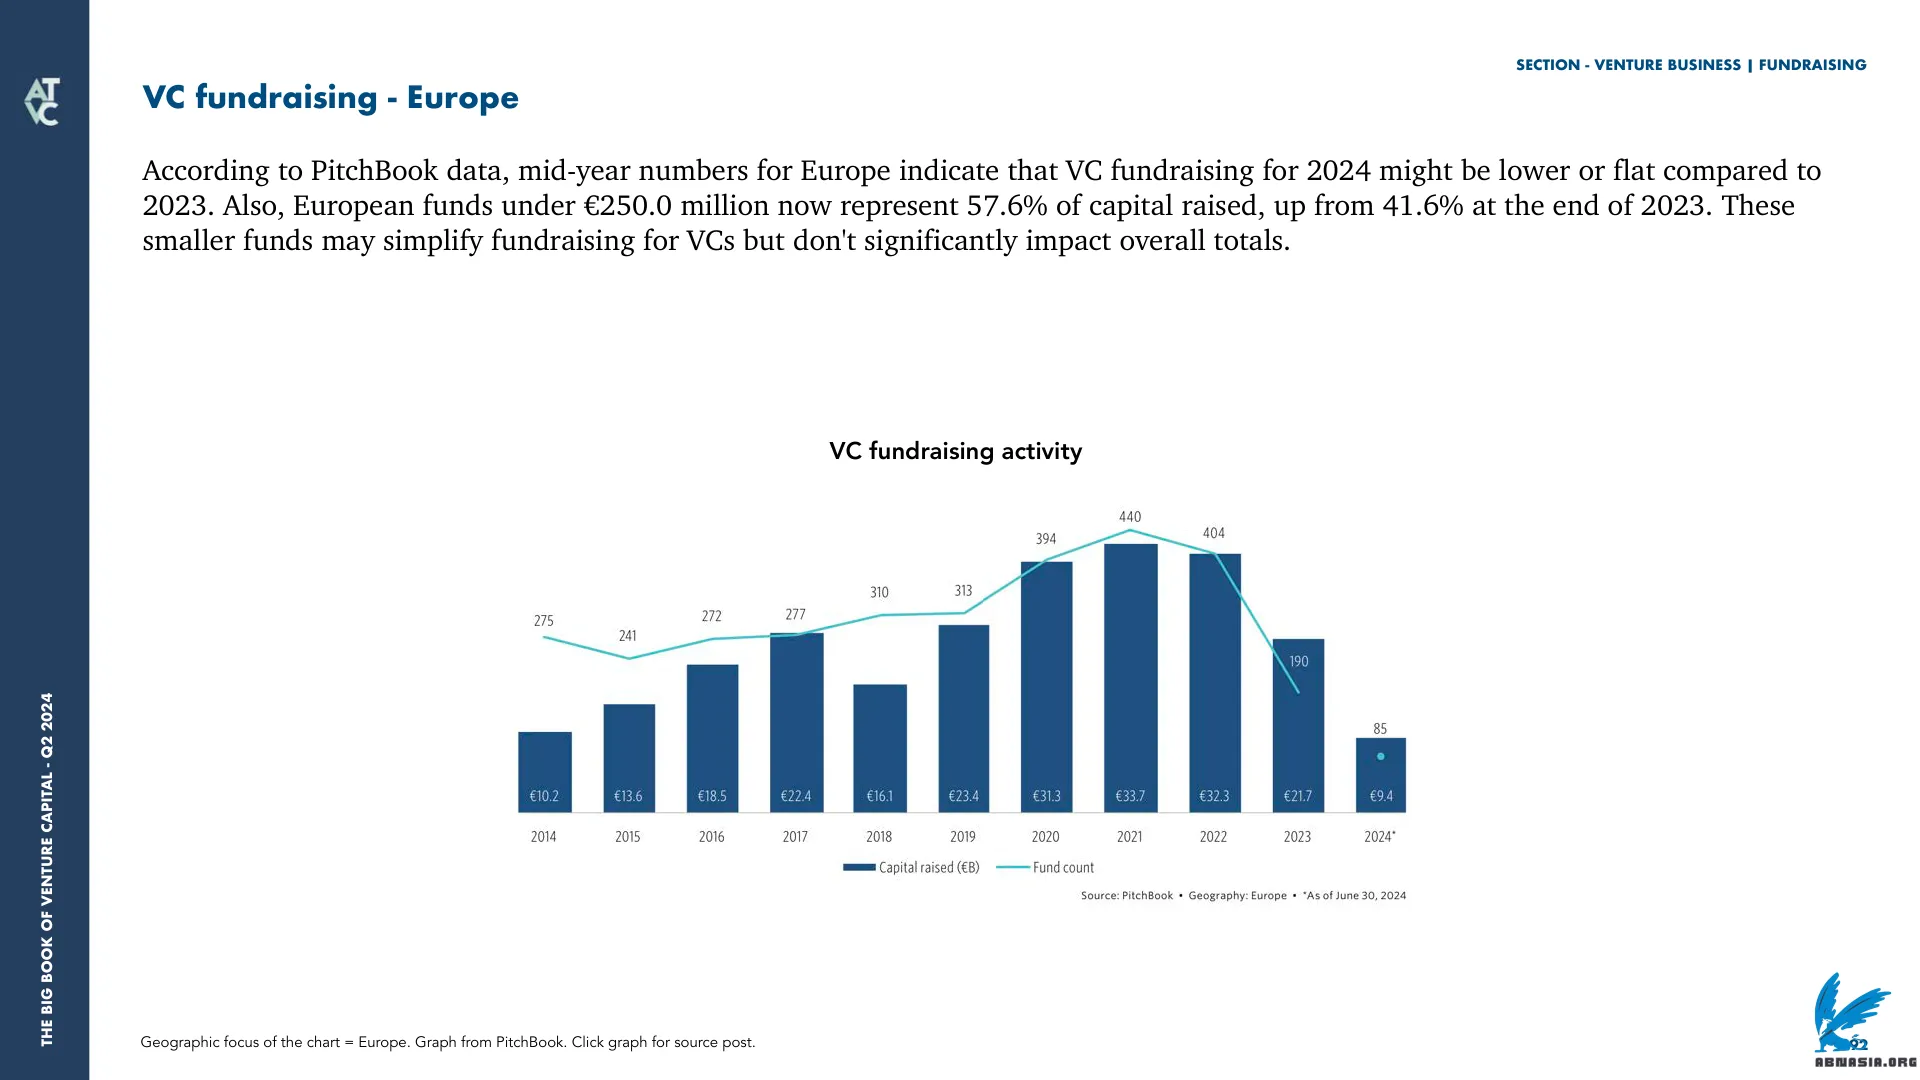 SECTION - VENTURE BUSINESS | FUNDRAISING
AT
VC
VC fundraising - Europe
According to PitchBook data, mid-year numbers for Europe indicate that VC fundraising for 2024 might be lower or flat compared to
2023. Also, European funds under €250.0 million now represent 57.6% of capital raised, up from 41.6% at the end of 2023. These
smaller funds may simplify fundraising for VCs but don't significantly impact overall totals.
VC fundraising activity
275 241 272 277 310 313 394 440 404 190 85
€10.2 €13.6 €18.5 €22.4 €16.1 €23.4 €31.3 €33.7 €32.3 €21.7 €9.4
2014 2015 2016 2017 2018 2019 2020 2021 2022 2023 2024*
Capital raised (€B) Fund count
Source: PitchBook • Geography: Europe • *As of June 30, 2024
THE BIG BOOK OF VENTURE CAPITAL - Q2 2024
Geographic focus of the chart = Europe. Graph from PitchBook. Click graph for source post.
92
ABNASIA.ORG